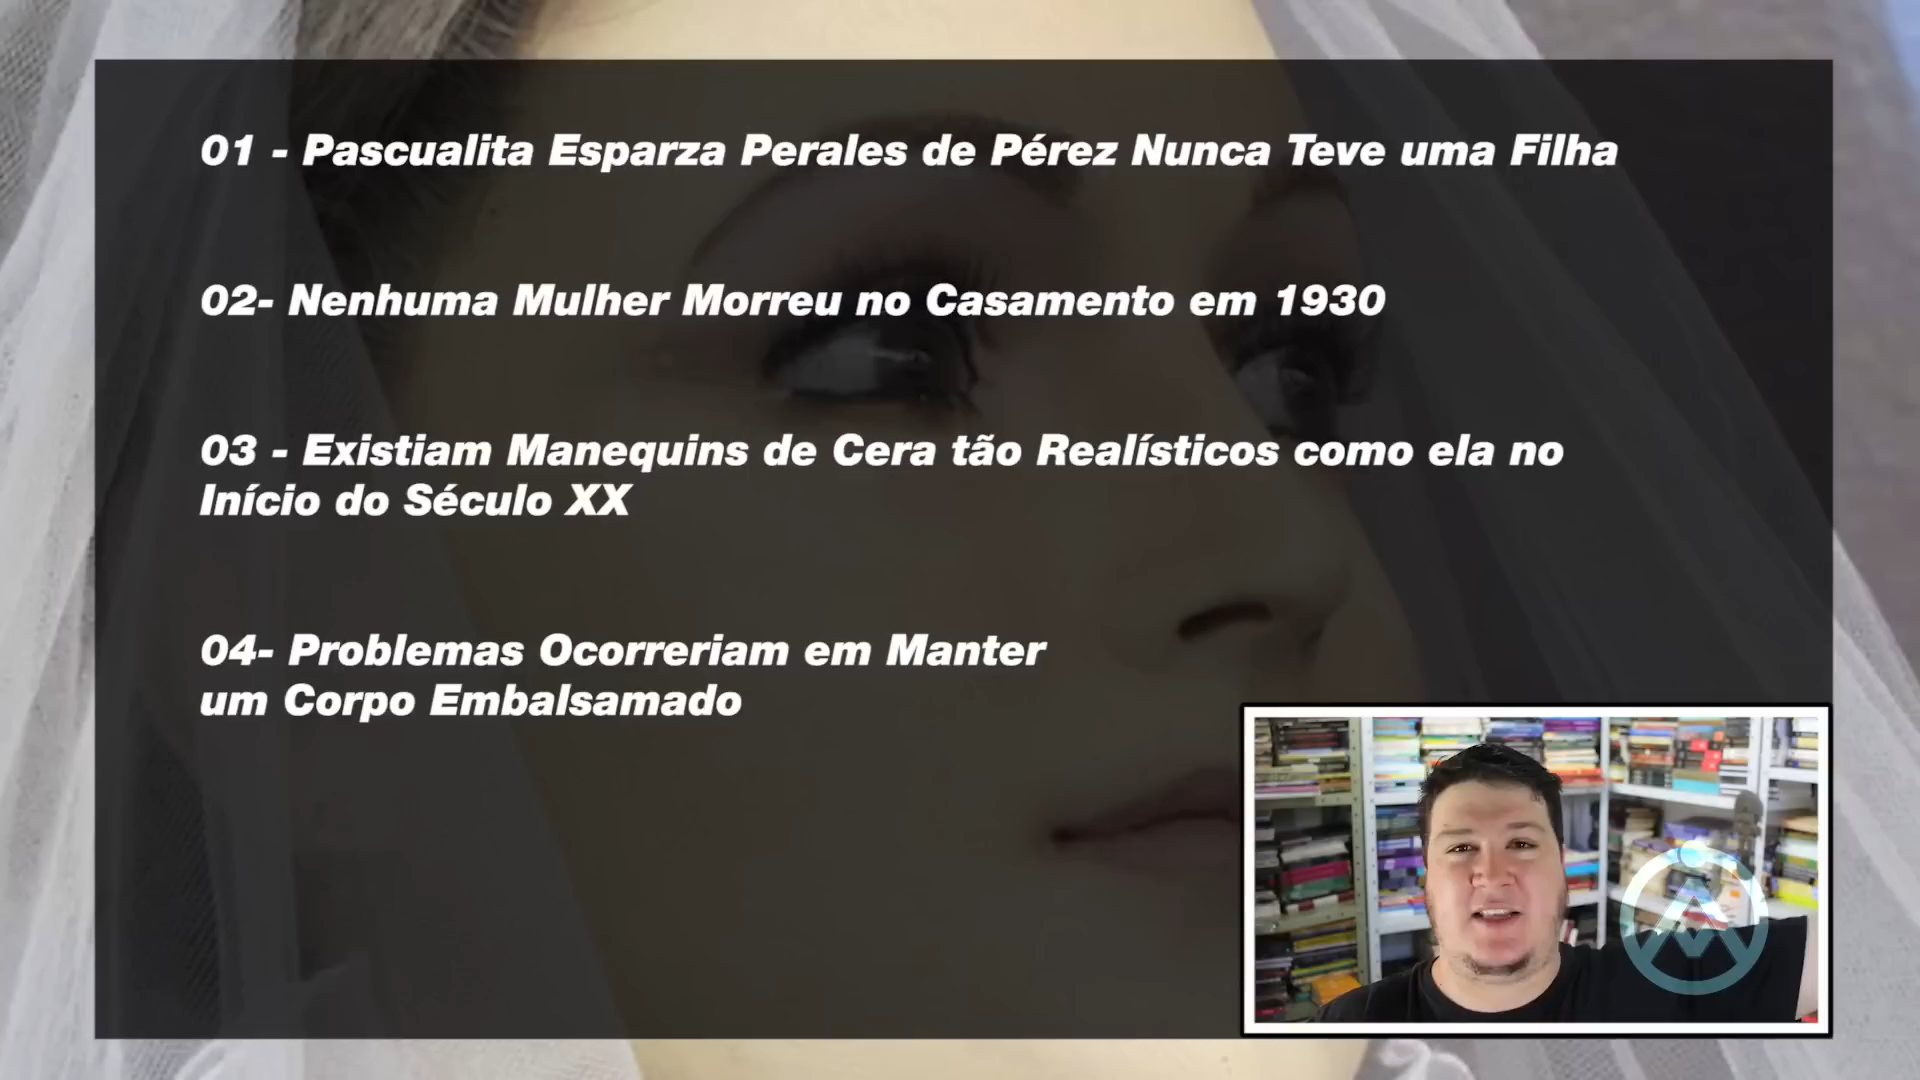 01 - Pascualita Esparza Perales de Pérez Nunca Teve uma Filha
02- Nenhuma Mulher Morreu no Casamento em 1930
03 - Existiam Manequins de Cera tão Realísticos como ela no
Início do Século XX
04- Problemas Ocorreriam em Manter
um Corpo Embalsamado